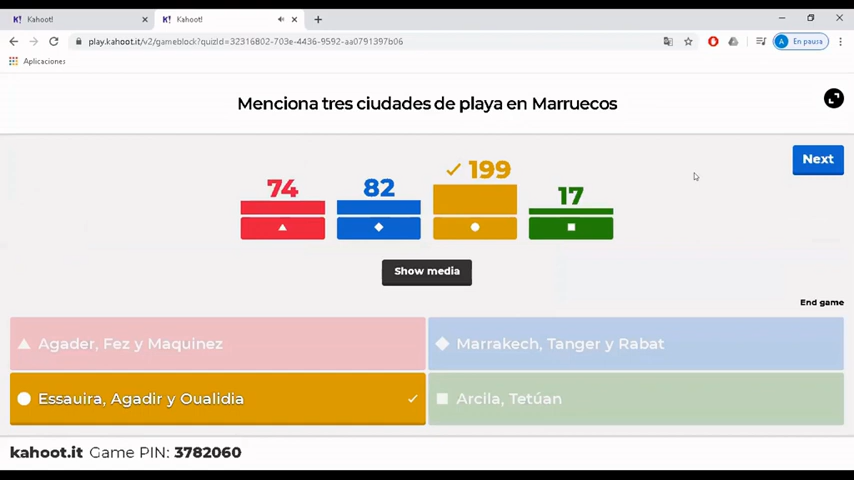 K! Kahoot!
K! Kahoot!
play.kahoot.it/v2/gameblock?quizId=32316802-703e-4436-9592-aa0791397b06
A En pausa
Aplicaciones
Menciona tres ciudades de playa en Marruecos
Next
74
82
199
17
Show media
End game
Agader, Fez y Maquinez
Marrakech, Tanger y Rabat
Essauira, Agadir y Oualidia
Arcila, Tetúan
kahoot.it Game PIN: 3782060